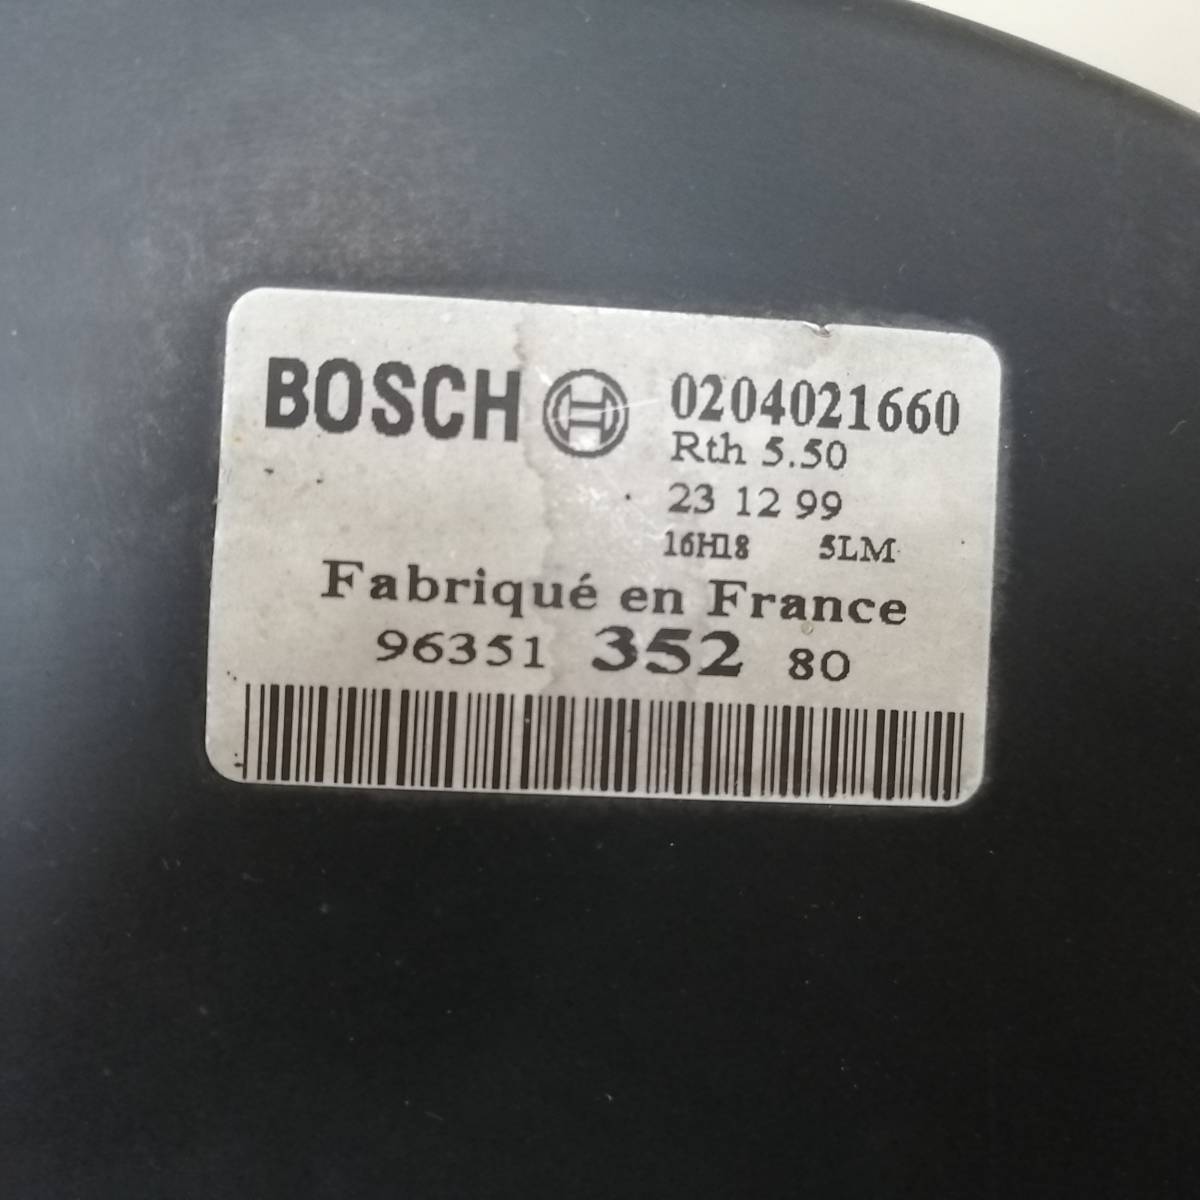 BOSCH 0204021660
Rth 5.50
23 12 99
16H18 5LM
Fabriqué en France
96351 352 80